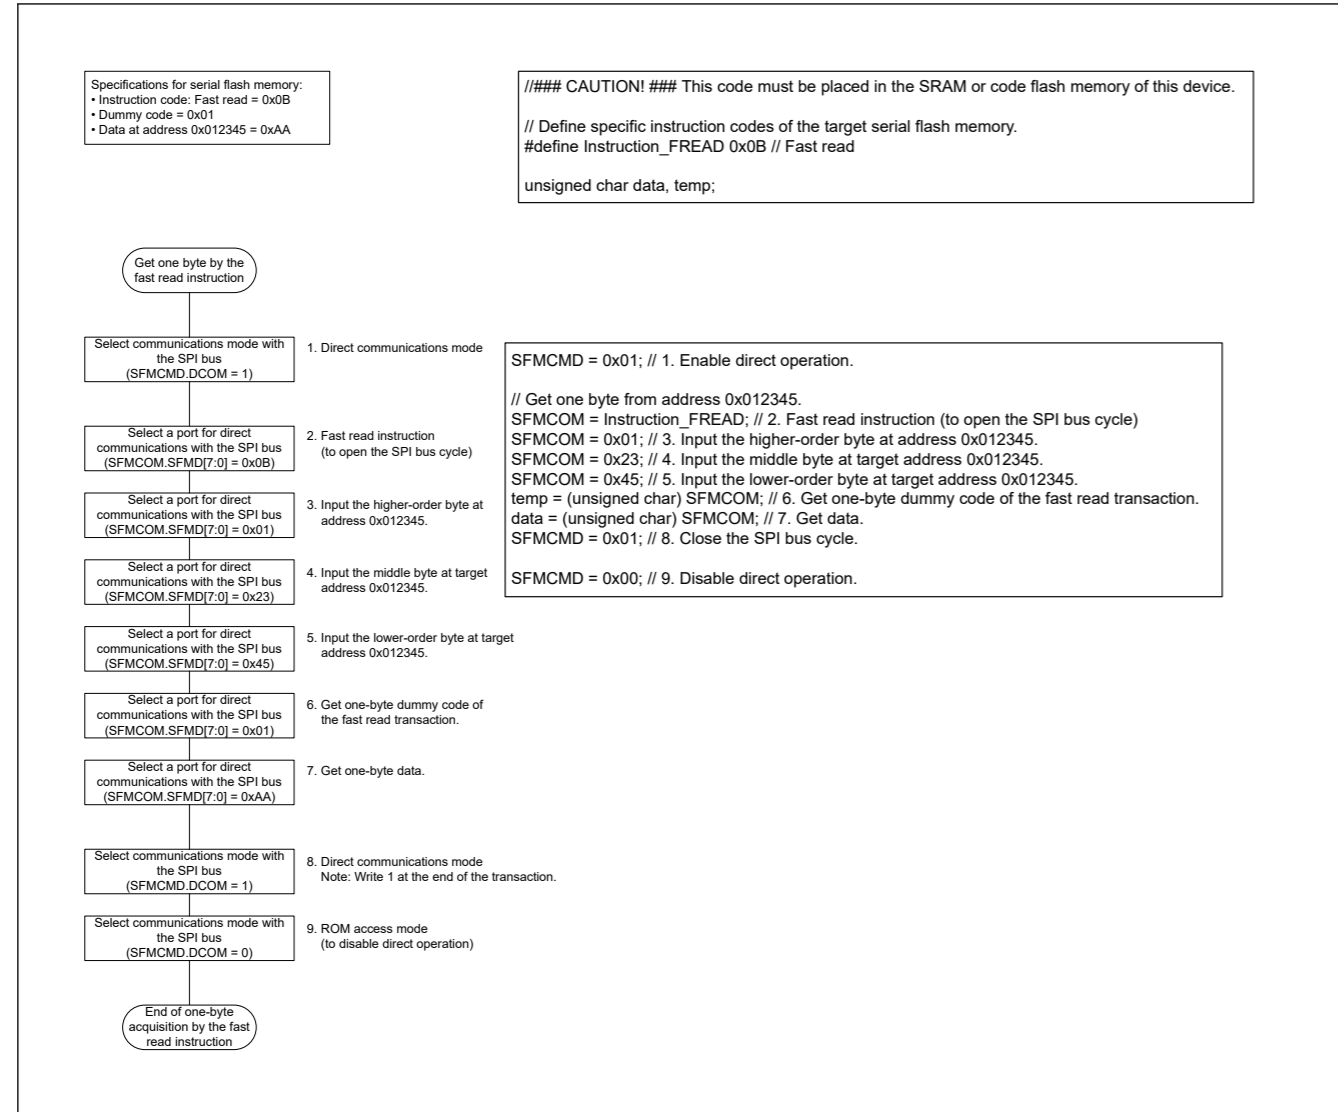 Specifications for serial flash memory:
• Instruction code: Fast read = 0x0B
• Dummy code = 0x01
• Data at address 0x012345 = 0xAA
//### CAUTION! ### This code must be placed in the SRAM or code flash memory of this device.
// Define specific instruction codes of the target serial flash memory.
#define Instruction_FREAD 0x0B // Fast read
unsigned char data, temp;
Get one byte by the
fast read instruction
Select communications mode with
the SPI bus
(SFMCMD.DCOM = 1)
1. Direct communications mode
Select a port for direct
communications with the SPI bus
(SFMCOM.SFMD[7:0] = 0x0B)
2. Fast read instruction
(to open the SPI bus cycle)
Select a port for direct
communications with the SPI bus
(SFMCOM.SFMD[7:0] = 0x01)
3. Input the higher-order byte at
address 0x012345.
Select a port for direct
communications with the SPI bus
(SFMCOM.SFMD[7:0] = 0x23)
4. Input the middle byte at target
address 0x012345.
Select a port for direct
communications with the SPI bus
(SFMCOM.SFMD[7:0] = 0x45)
5. Input the lower-order byte at target
address 0x012345.
Select a port for direct
communications with the SPI bus
(SFMCOM.SFMD[7:0] = 0x01)
6. Get one-byte dummy code of
the fast read transaction.
Select a port for direct
communications with the SPI bus
(SFMCOM.SFMD[7:0] = 0xAA)
7. Get one-byte data.
Select communications mode with
the SPI bus
(SFMCMD.DCOM = 1)
8. Direct communications mode
Note: Write 1 at the end of the transaction.
Select communications mode with
the SPI bus
(SFMCMD.DCOM = 0)
9. ROM access mode
(to disable direct operation)
End of one-byte
acquisition by the fast
read instruction
SFMCMD = 0x01; // 1. Enable direct operation.
// Get one byte from address 0x012345.
SFMCOM = Instruction_FREAD; // 2. Fast read instruction (to open the SPI bus cycle)
SFMCOM = 0x01; // 3. Input the higher-order byte at address 0x012345.
SFMCOM = 0x23; // 4. Input the middle byte at target address 0x012345.
SFMCOM = 0x45; // 5. Input the lower-order byte at target address 0x012345.
temp = (unsigned char) SFMCOM; // 6. Get one-byte dummy code of the fast read transaction.
data = (unsigned char) SFMCOM; // 7. Get data.
SFMCMD = 0x01; // 8. Close the SPI bus cycle.
SFMCMD = 0x00; // 9. Disable direct operation.